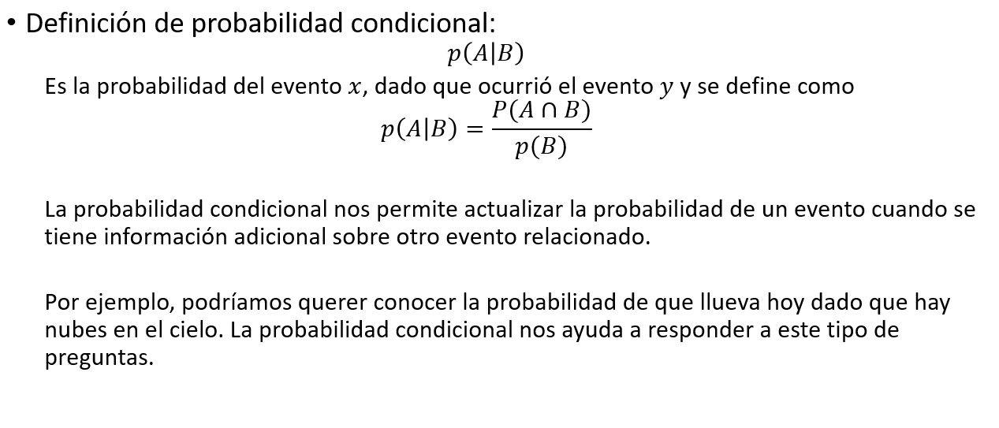 • Definición de probabilidad condicional:
p(A|B)
Es la probabilidad del evento x, dado que ocurrió el evento y y se define como
p(A|B) = P(A ∩ B) / p(B)
La probabilidad condicional nos permite actualizar la probabilidad de un evento cuando se
tiene información adicional sobre otro evento relacionado.
Por ejemplo, podríamos querer conocer la probabilidad de que llueva hoy dado que hay
nubes en el cielo. La probabilidad condicional nos ayuda a responder a este tipo de
preguntas.